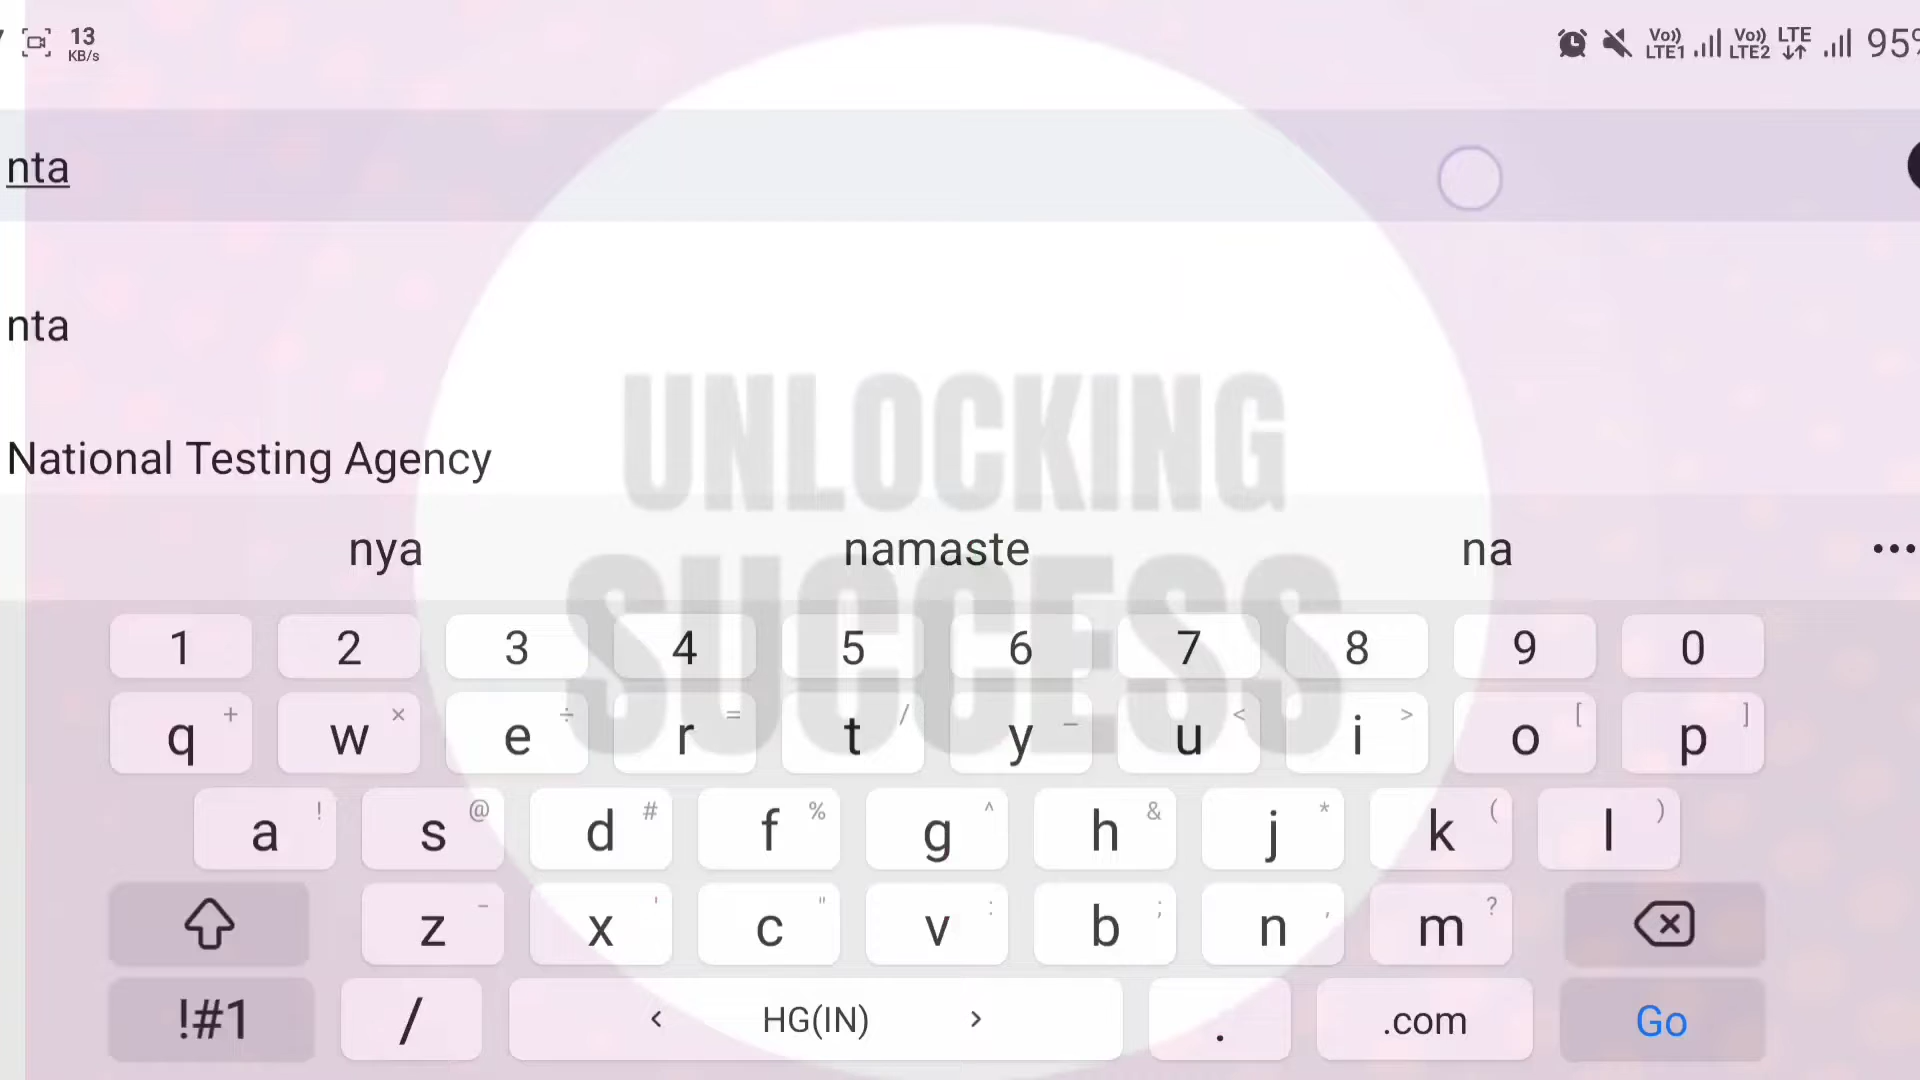 13
KB/s
Vo)) LTE1 Vo)) LTE2 LTE 95%
nta
nta
National Testing Agency
UNLOCKING
SUCCESS
nya namaste na
1 2 3 4 5 6 7 8 9 0
q + w × e ÷ r = t / y _ u < i > o [ p ]
a ! s @ d # f % g ^ h & j * k ( l )
z - x ' c " v : b ; n , m ?
!#1 / < HG(IN) > . .com Go